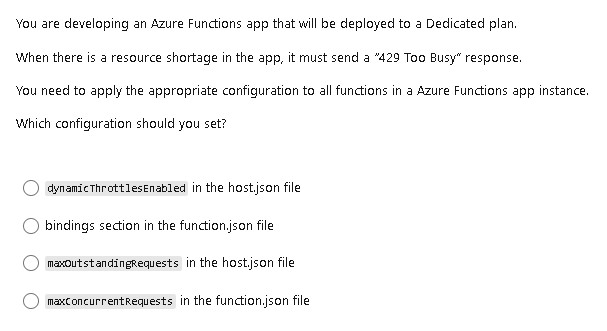 You are developing an Azure Functions app that will be deployed to a Dedicated plan.
When there is a resource shortage in the app, it must send a "429 Too Busy" response.
You need to apply the appropriate configuration to all functions in a Azure Functions app instance.
Which configuration should you set?
dynamicThrottlesEnabled in the host.json file
bindings section in the function.json file
maxOutstandingRequests in the host.json file
maxConcurrentRequests in the function.json file